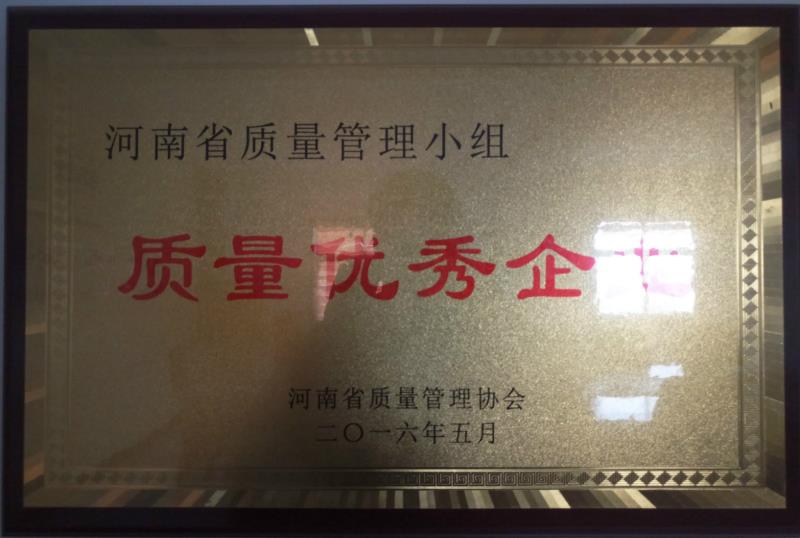 河南省质量管理小组
质量优秀企业
河南省质量管理协会
二〇一六年五月